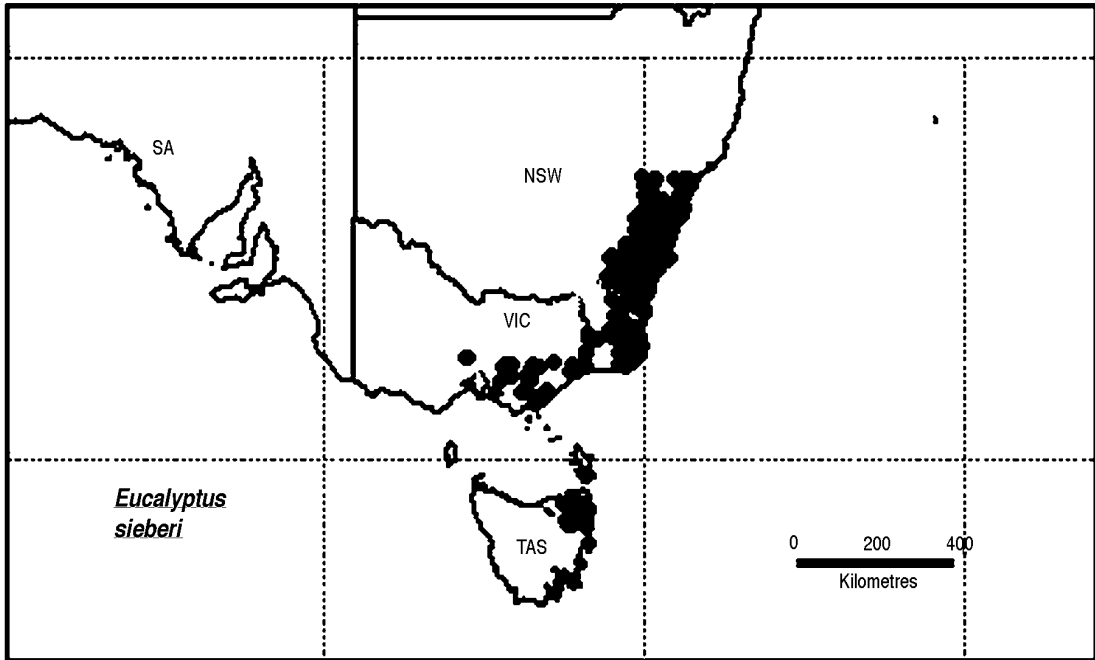 SA
NSW
VIC
Eucalyptus
sieberi
TAS
0 200 400
Kilometres